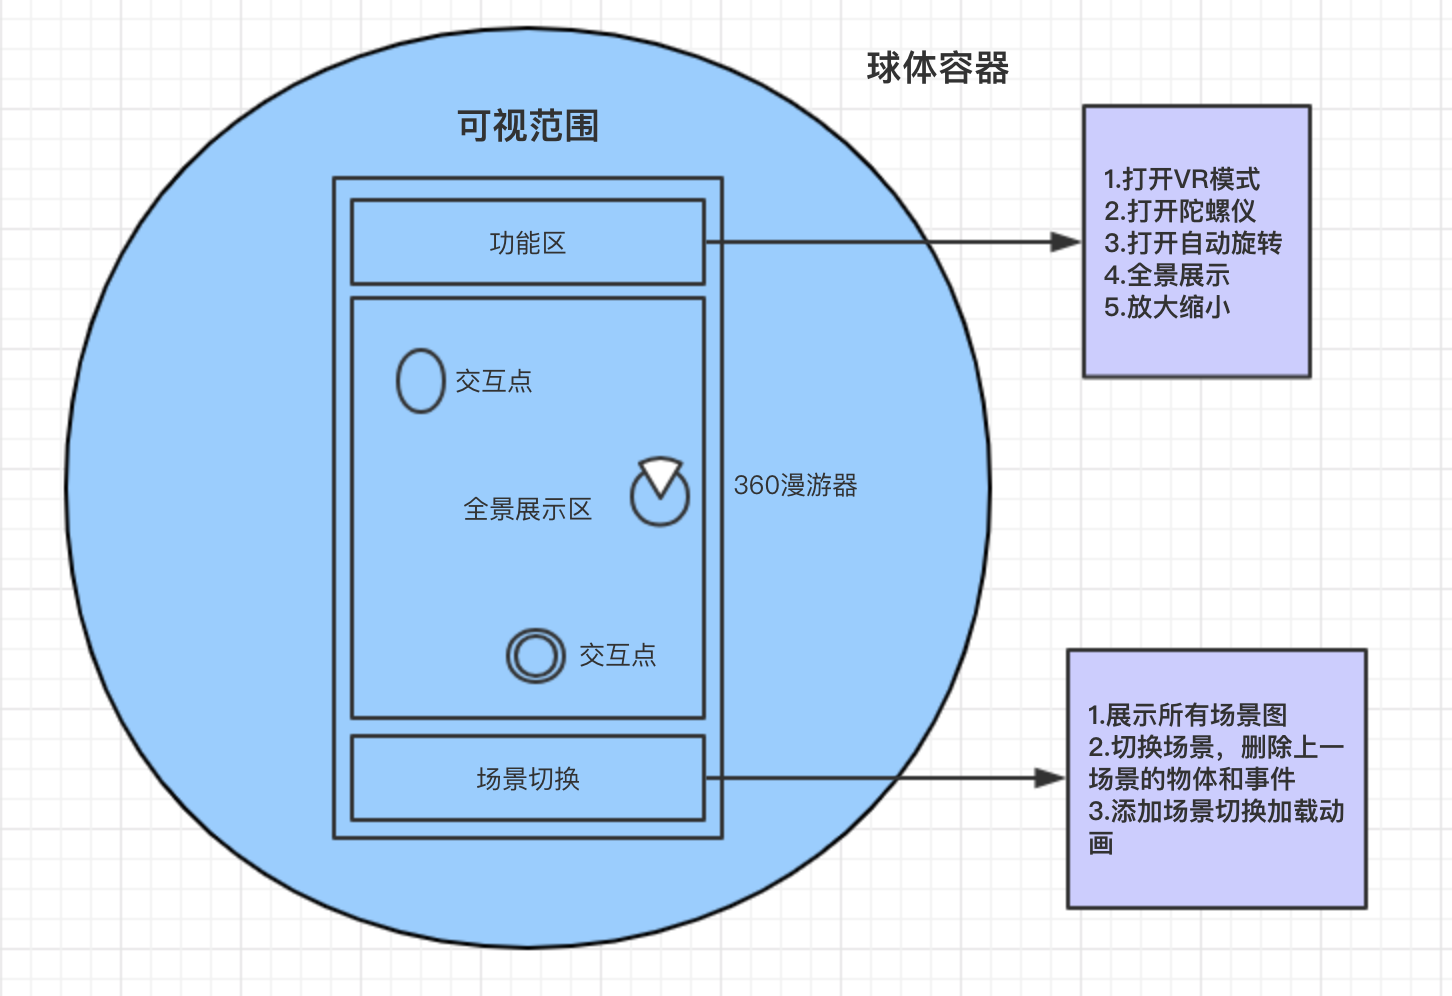 球体容器
可视范围
功能区
1.打开VR模式
2.打开陀螺仪
3.打开自动旋转
4.全景展示
5.放大缩小
交互点
360漫游器
全景展示区
交互点
场景切换
1.展示所有场景图
2.切换场景，删除上一
场景的物体和事件
3.添加场景切换加载动
画